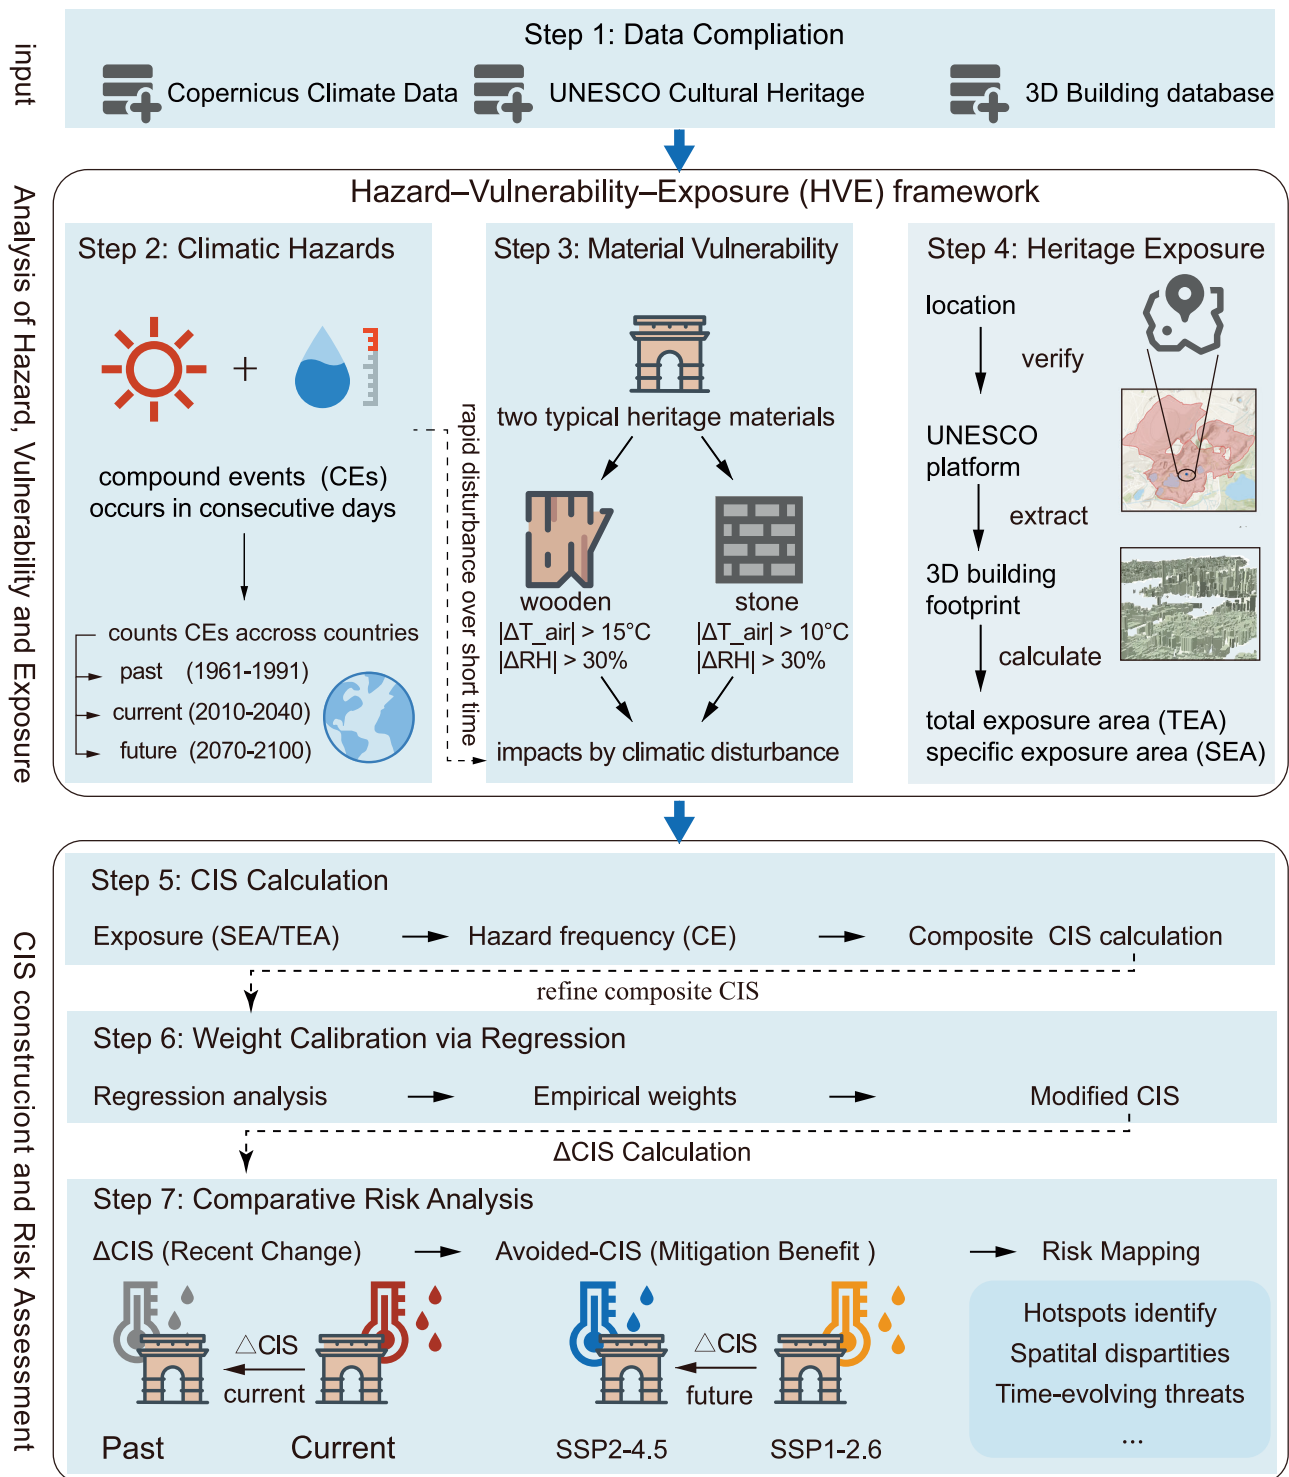 input
Step 1: Data Compliation
Copernicus Climate Data
UNESCO Cultural Heritage
3D Building database
Analysis of Hazard, Vulnerability and Exposure
Hazard–Vulnerability–Exposure (HVE) framework
Step 2: Climatic Hazards
+
compound events (CEs)
occurs in consecutive days
counts CEs accross countries
past (1961-1991)
current (2010-2040)
future (2070-2100)
rapid disturbance over short time
Step 3: Material Vulnerability
two typical heritage materials
wooden
|ΔT_air| > 15°C
|ΔRH| > 30%
stone
|ΔT_air| > 10°C
|ΔRH| > 30%
impacts by climatic disturbance
Step 4: Heritage Exposure
location
verify
UNESCO
platform
extract
3D building
footprint
calculate
total exposure area (TEA)
specific exposure area (SEA)
CIS construciont and Risk Assessment
Step 5: CIS Calculation
Exposure (SEA/TEA)
Hazard frequency (CE)
Composite CIS calculation
refine composite CIS
Step 6: Weight Calibration via Regression
Regression analysis
Empirical weights
Modified CIS
ΔCIS Calculation
Step 7: Comparative Risk Analysis
ΔCIS (Recent Change)
Avoided-CIS (Mitigation Benefit )
Risk Mapping
△CIS
current
Past
Current
△CIS
future
SSP2-4.5
SSP1-2.6
Hotspots identify
Spatital dispartities
Time-evolving threats
...